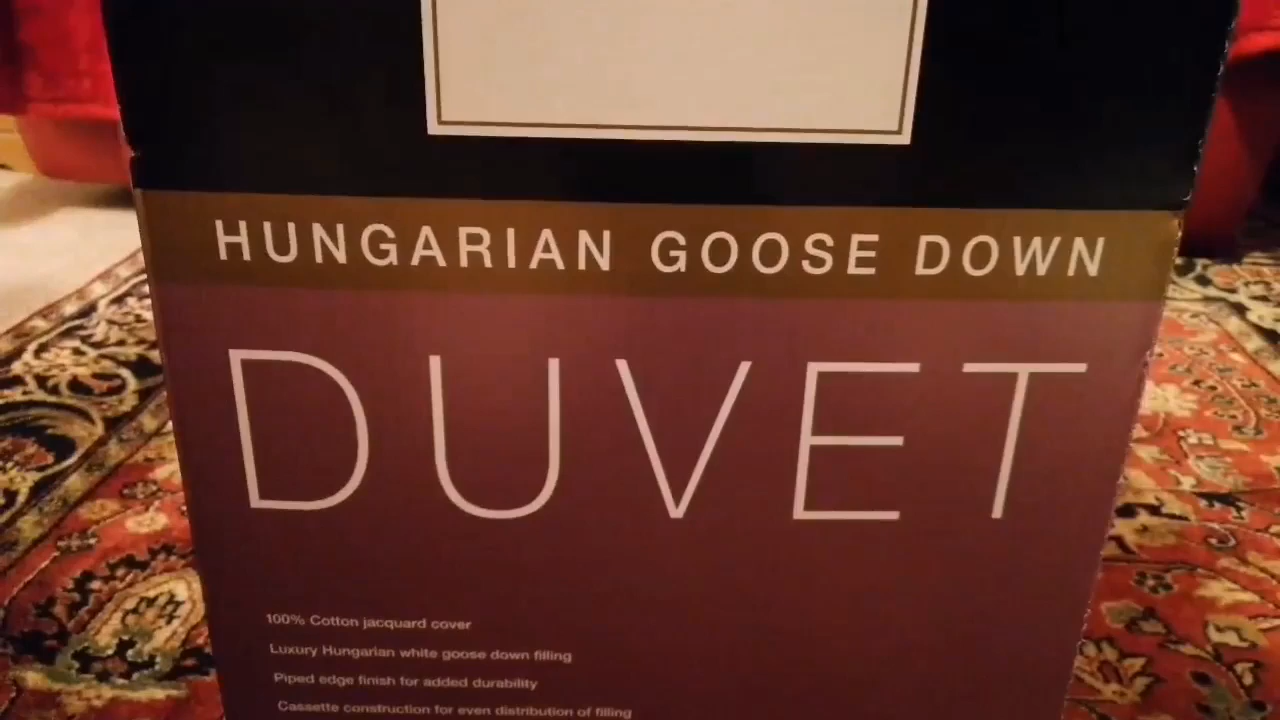 HUNGARIAN GOOSE DOWN
DUVET
100% Cotton jacquard cover
Luxury Hungarian white goose down filling
Piped edge finish for added durability
Cassette construction for even distribution of filling